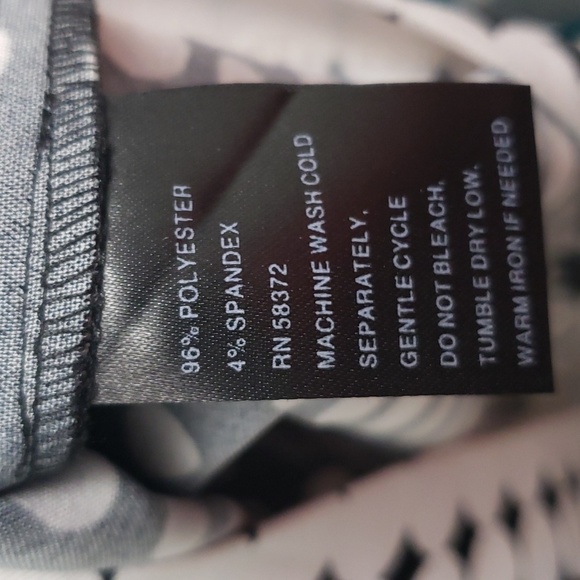 96% POLYESTER
4% SPANDEX
RN 58372
MACHINE WASH COLD
SEPARATELY,
GENTLE CYCLE
DO NOT BLEACH.
TUMBLE DRY LOW.
WARM IRON IF NEEDED